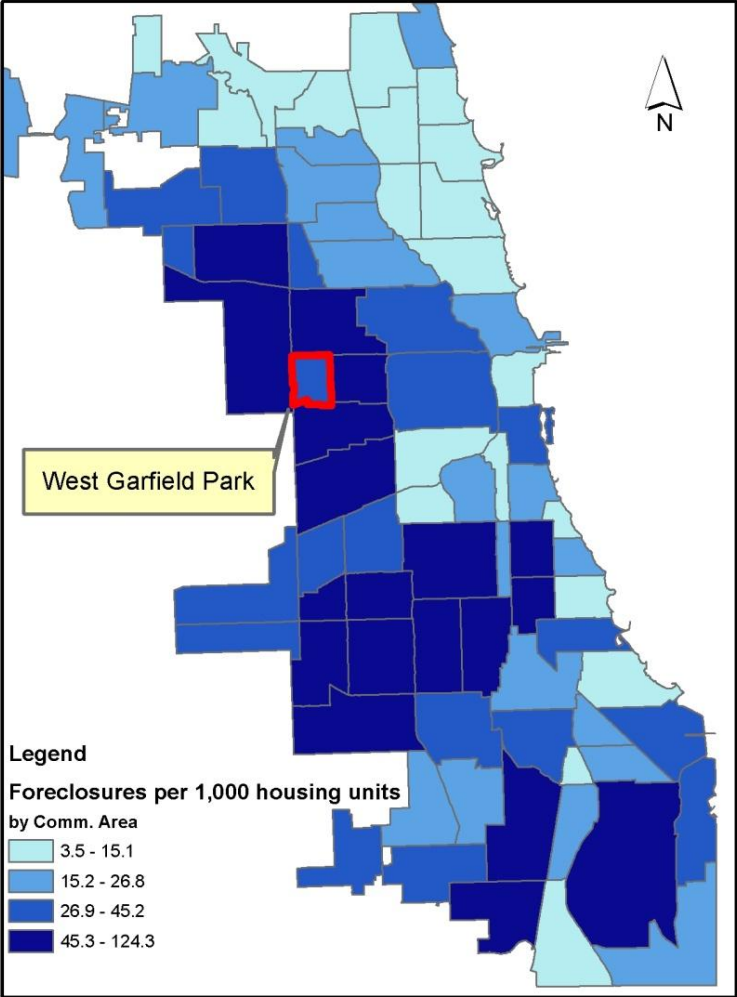 N
West Garfield Park
Legend
Foreclosures per 1,000 housing units
by Comm. Area
3.5 - 15.1
15.2 - 26.8
26.9 - 45.2
45.3 - 124.3